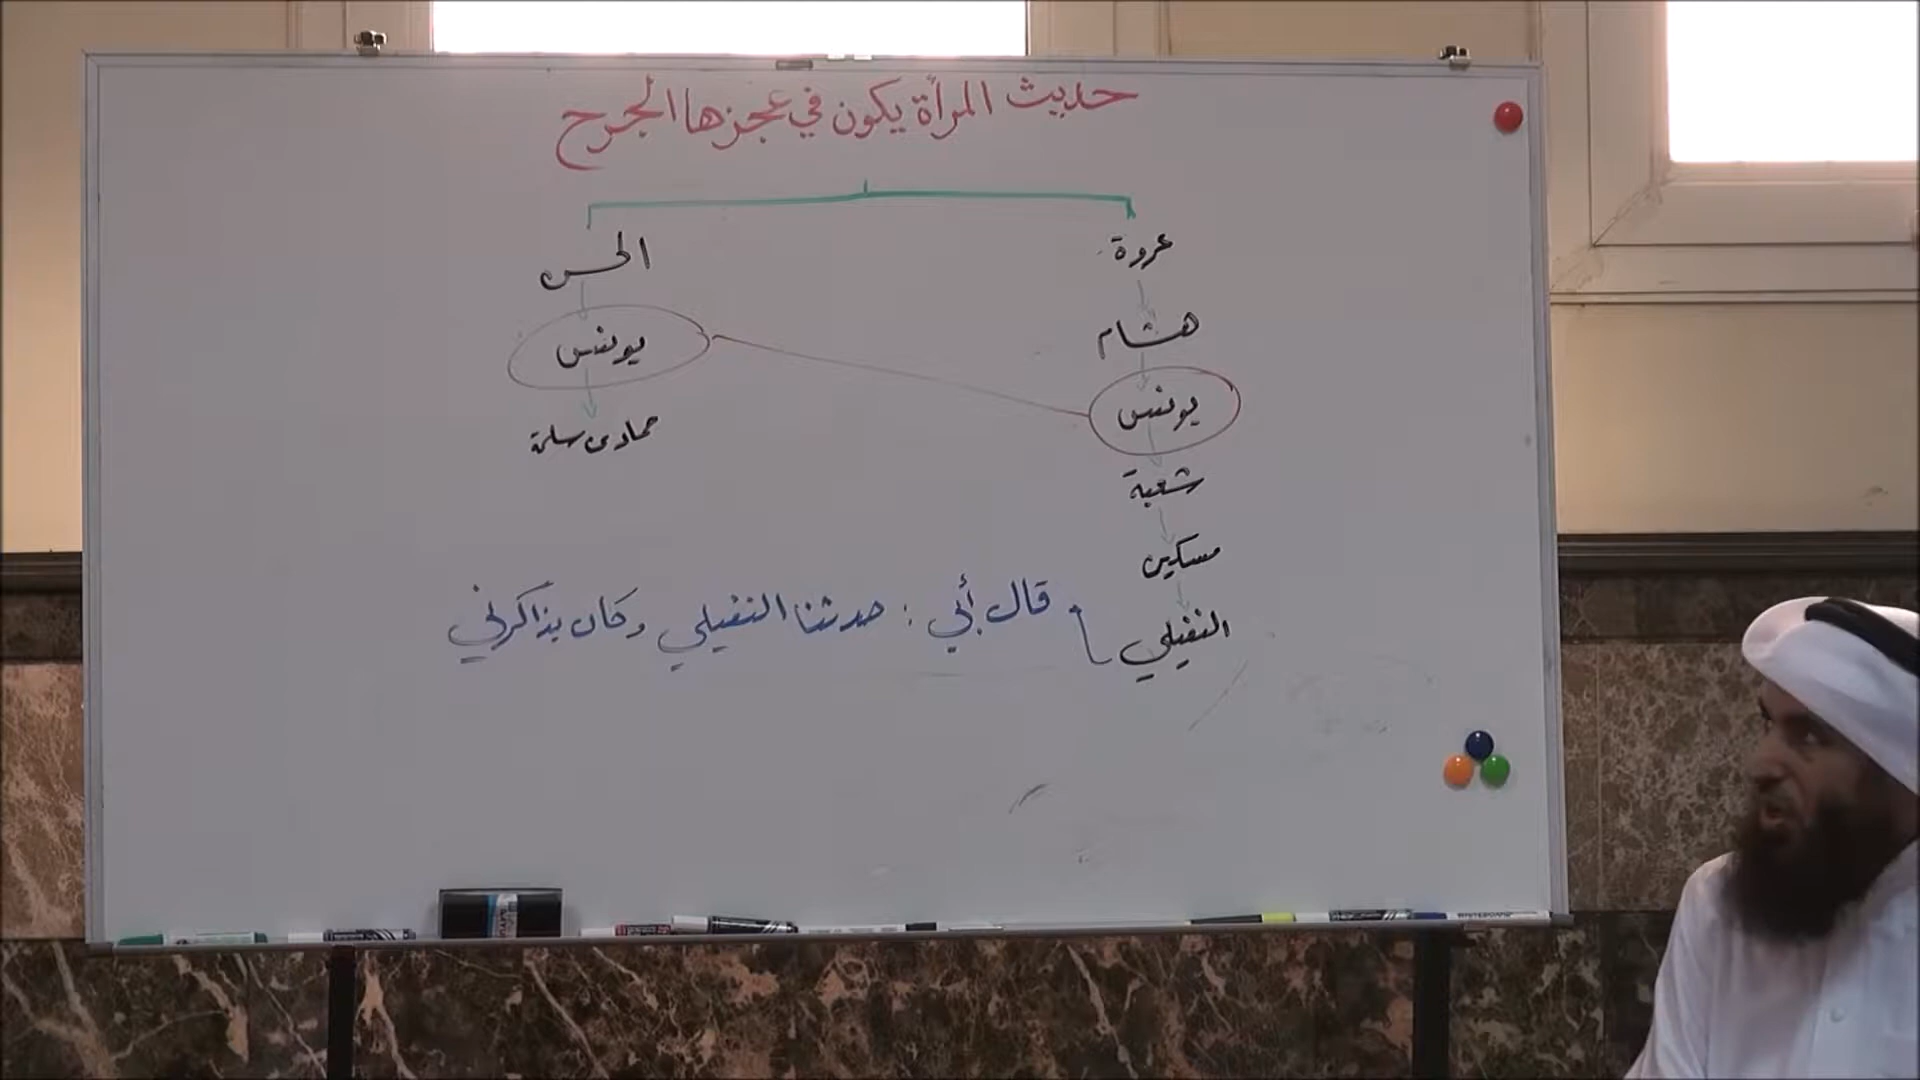 حديث المرأة يكون في عجزها الجرح
عروة
هشام
يونس
شعبة
مسكين
النفيلي
قال أبي : حدثنا النفيلي وكان يذاكرني
الحسن
يونس
حماد بن سلمة